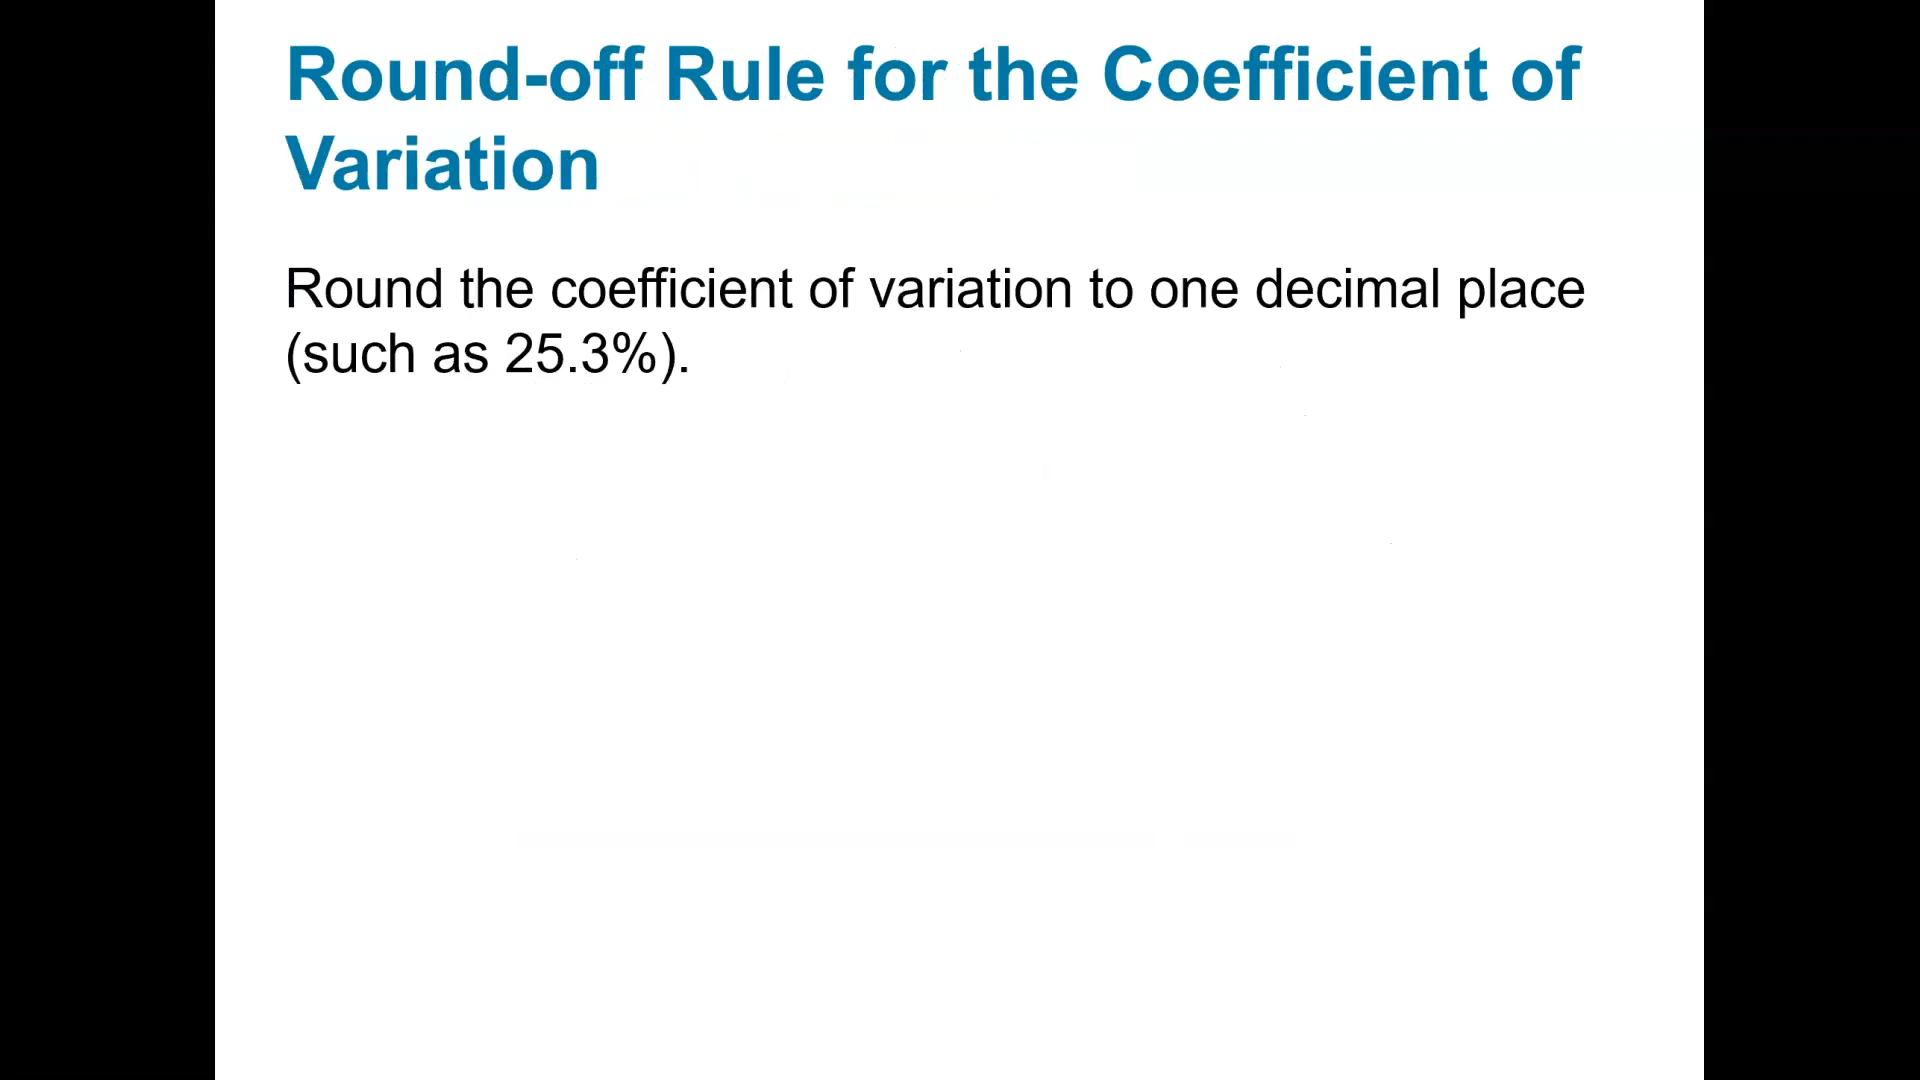 Round-off Rule for the Coefficient of
Variation
Round the coefficient of variation to one decimal place
(such as 25.3%).